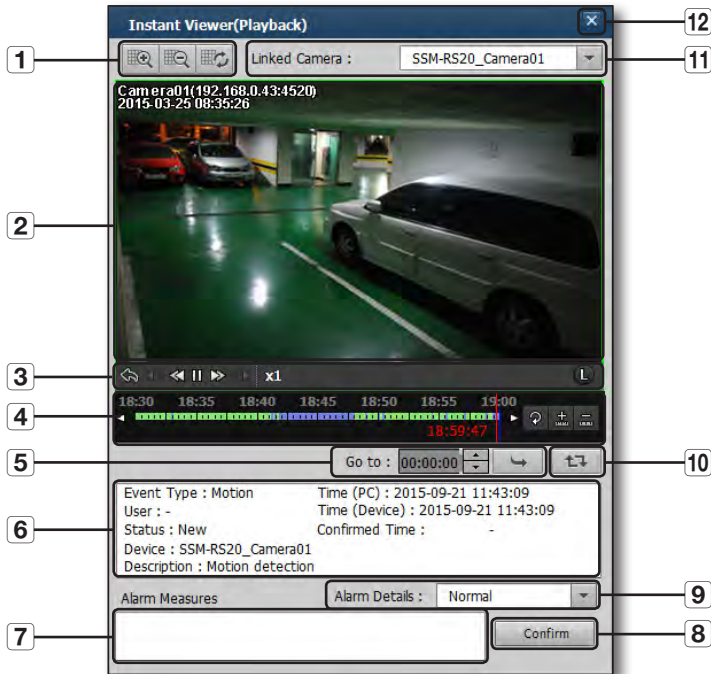 Instant Viewer(Playback)
12
1
Linked Camera : SSM-RS20_Camera01
11
Camera01(192.168.0.43:4520)
2015-03-25 08:35:26
2
3
x1
L
18:30 18:35 18:40 18:45 18:50 18:55 19:00
4
18:59:47
5
Go to : 00:00:00
10
Event Type : Motion Time (PC) : 2015-09-21 11:43:09
User : - Time (Device) : 2015-09-21 11:43:09
6
Status : New Confirmed Time : -
Device : SSM-RS20_Camera01
Description : Motion detection
Alarm Measures Alarm Details : Normal
9
7
Confirm
8